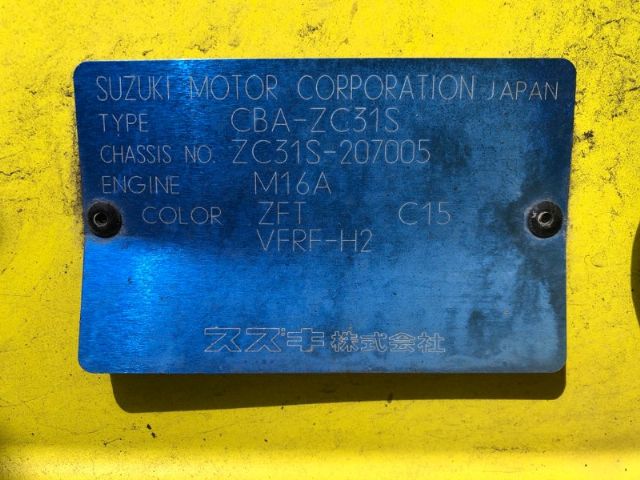 SUZUKI MOTOR CORPORATION JAPAN
TYPE CBA-ZC31S
CHASSIS NO. ZC31S-207005
ENGINE M16A
COLOR ZFT C15
VFRF-H2
スズキ株式会社